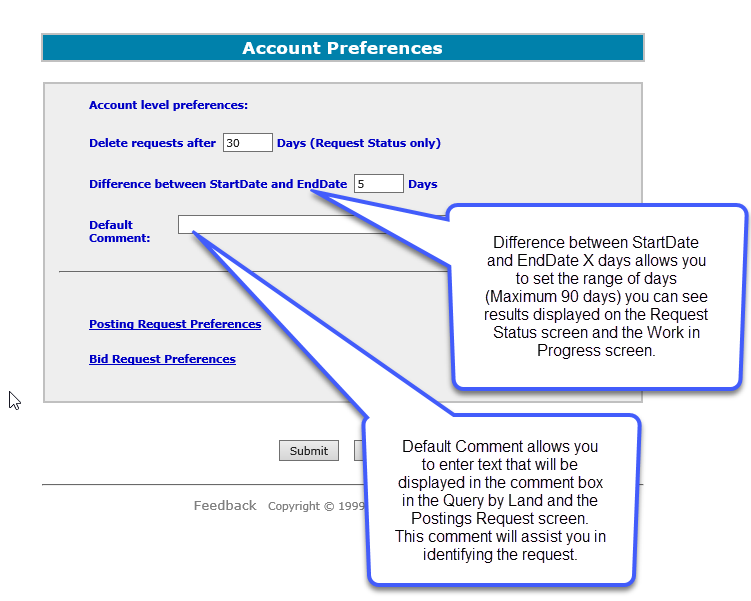 Account Preferences
Account level preferences:
Delete requests after 30 Days (Request Status only)
Difference between StartDate and EndDate 5 Days
Default
Comment:
Difference between StartDate
and EndDate X days allows you
to set the range of days
(Maximum 90 days) you can see
results displayed on the Request
Status screen and the Work in
Progress screen.
Posting Request Preferences
Bid Request Preferences
Submit
Default Comment allows you
to enter text that will be
displayed in the comment box
in the Query by Land and the
Postings Request screen.
This comment will assist you in
identifying the request.
Feedback Copyright © 1999